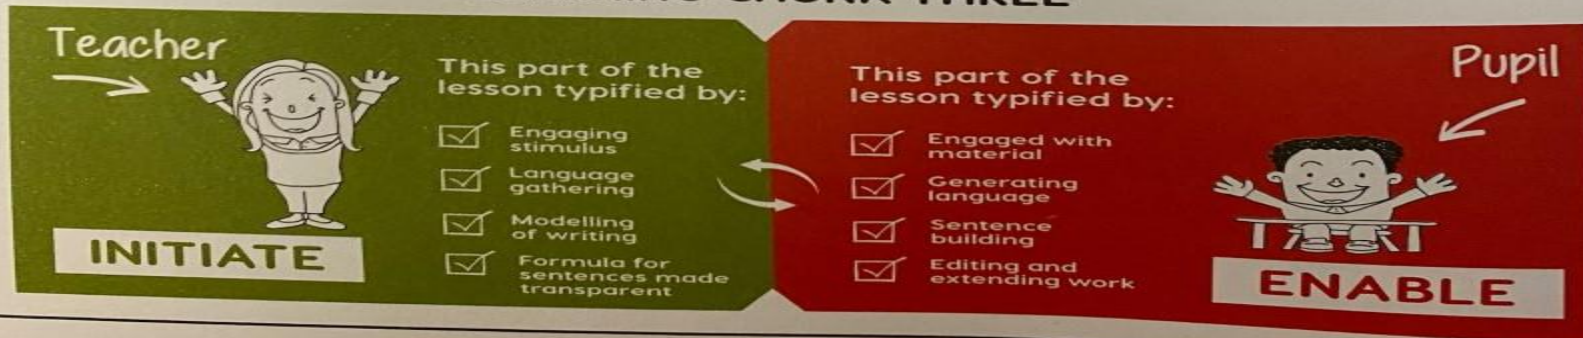 Teacher
This part of the
lesson typified by:
Engaging
stimulus
Language
gathering
Modelling
of writing
Formula for
sentences made
transparent
INITIATE
This part of the
lesson typified by:
Engaged with
material
Generating
language
Sentence
building
Editing and
extending work
Pupil
ENABLE